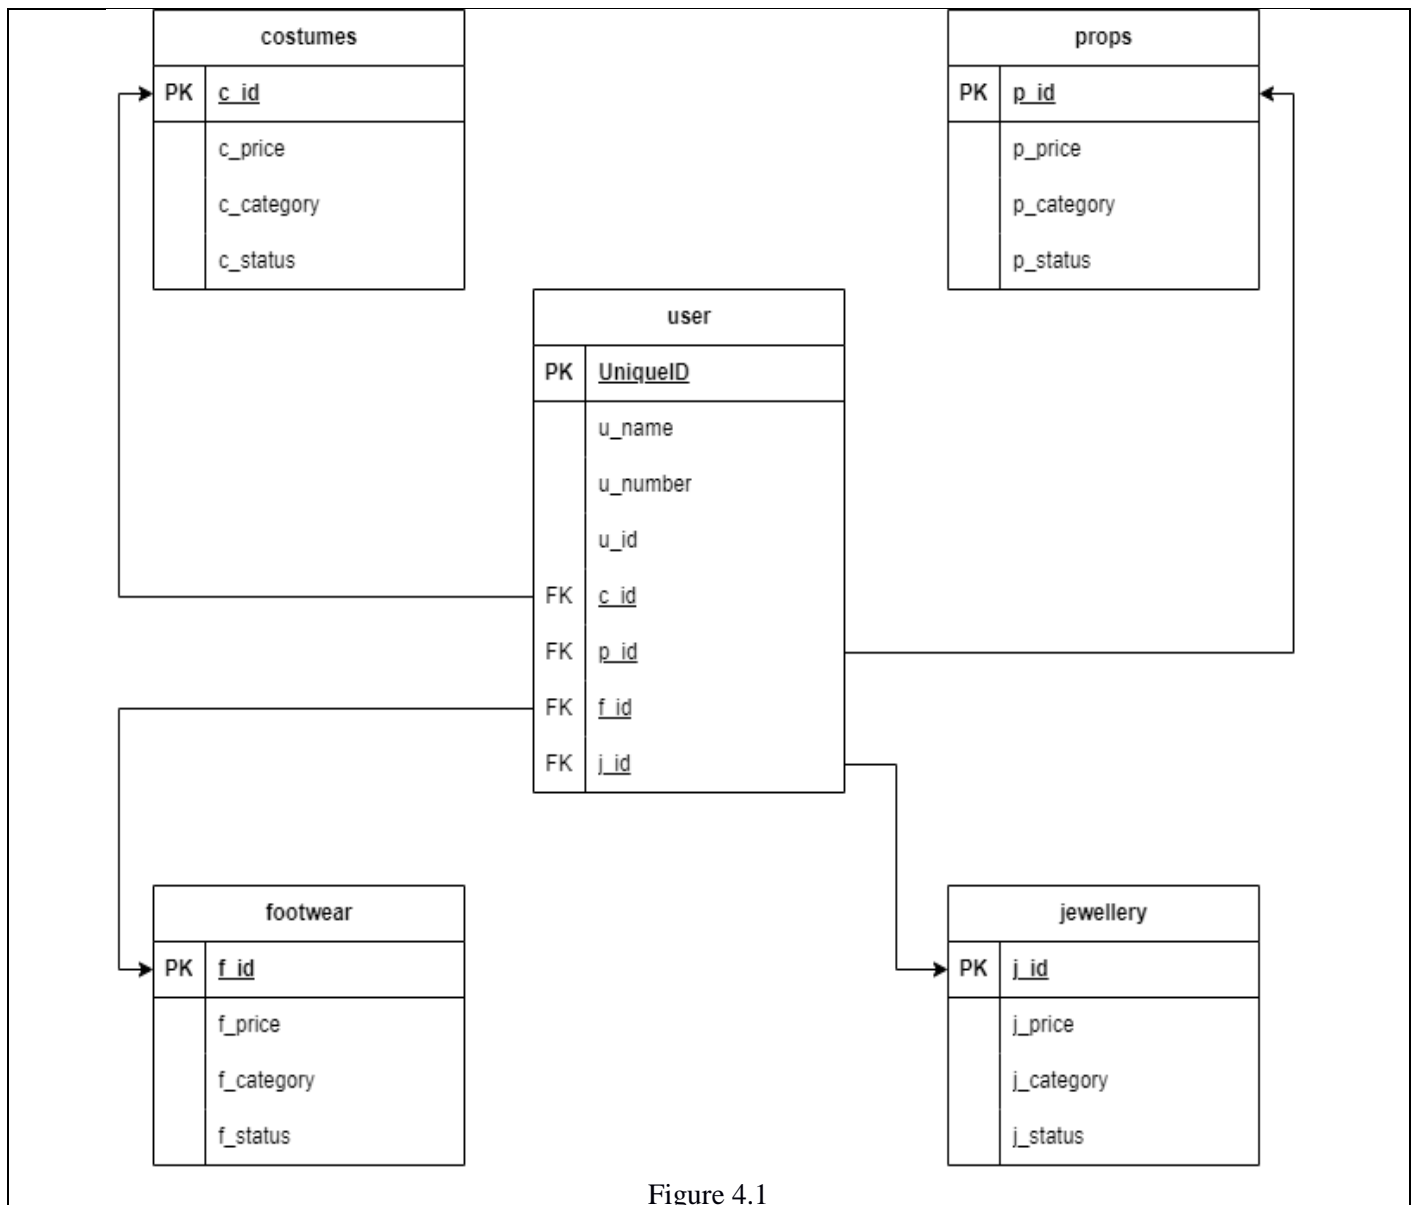 costumes
PK c_id
c_price
c_category
c_status
props
PK p_id
p_price
p_category
p_status
user
PK UniqueID
u_name
u_number
u_id
FK c_id
FK p_id
FK f_id
FK j_id
footwear
PK f_id
f_price
f_category
f_status
jewellery
PK j_id
j_price
j_category
j_status
Figure 4.1